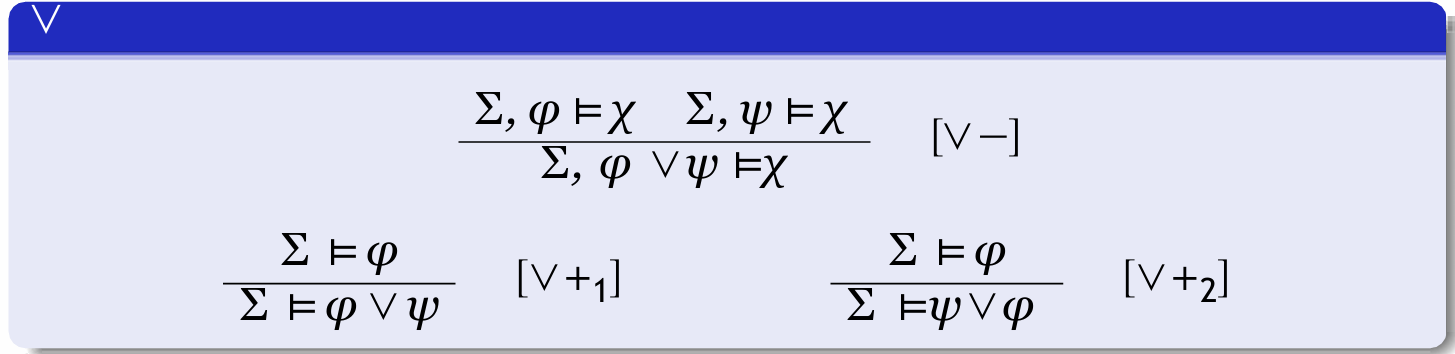 ∨
Σ, φ ⊨ χ Σ, ψ ⊨ χ [∨−]
Σ, φ ∨ ψ ⊨ χ
Σ ⊨ φ [∨+₁] Σ ⊨ φ [∨+₂]
Σ ⊨ φ ∨ ψ Σ ⊨ ψ ∨ φ